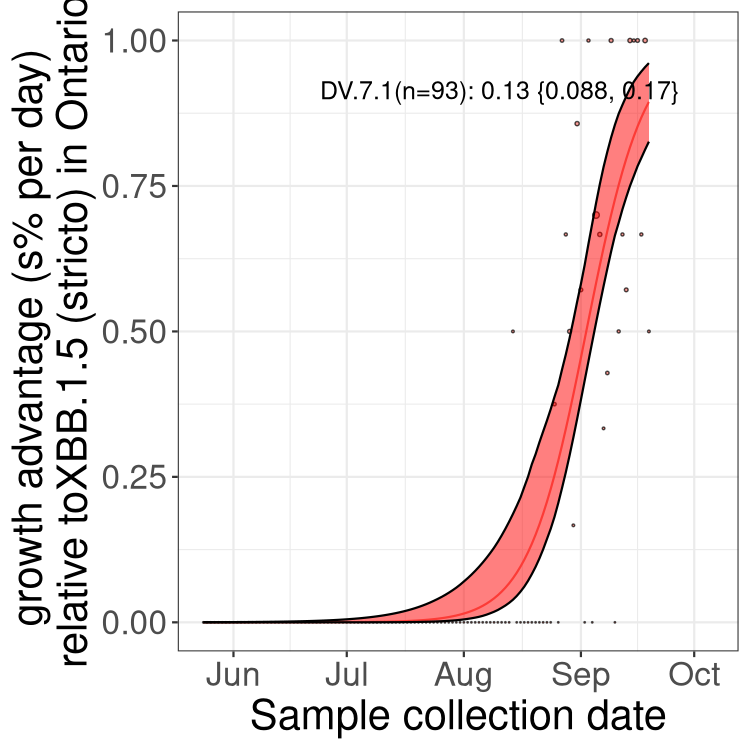 growth advantage (s% per day)
relative toXBB.1.5 (stricto) in Ontario
1.00
0.75
0.50
0.25
0.00
DV.7.1(n=93): 0.13 {0.088, 0.17}
Jun Jul Aug Sep Oct
Sample collection date